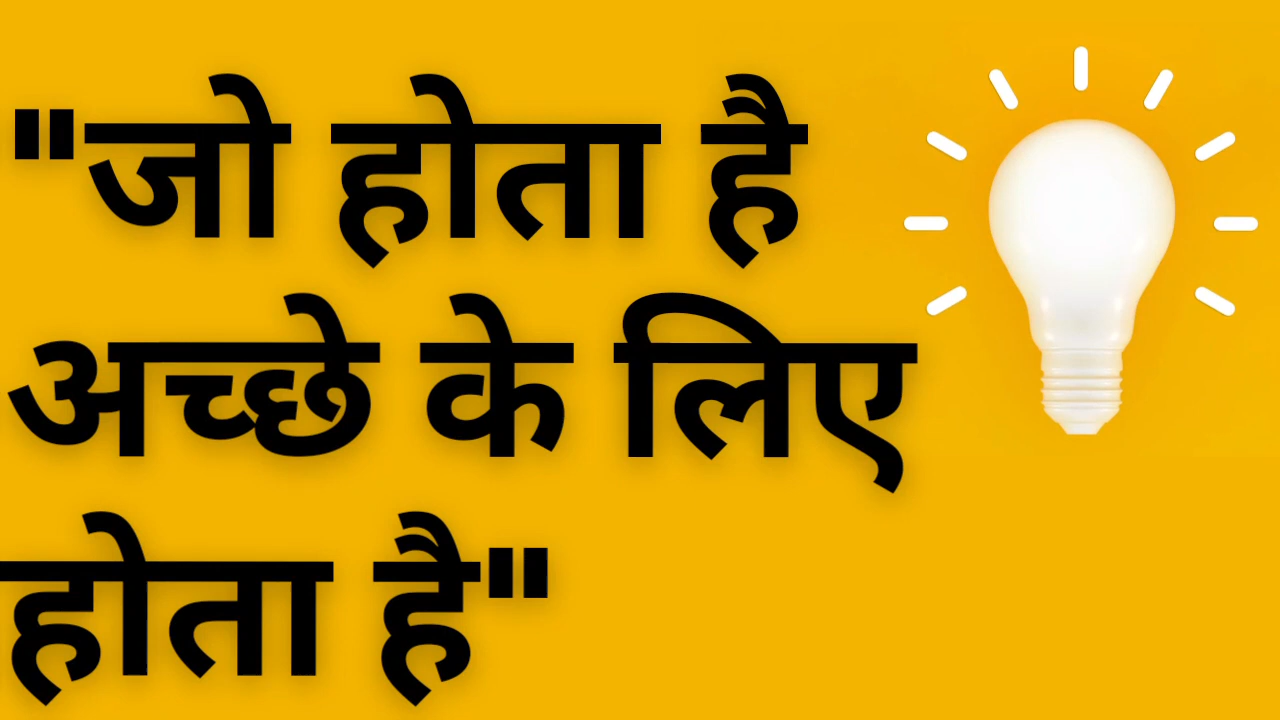 "जो होता है
अच्छे के लिए
होता है"